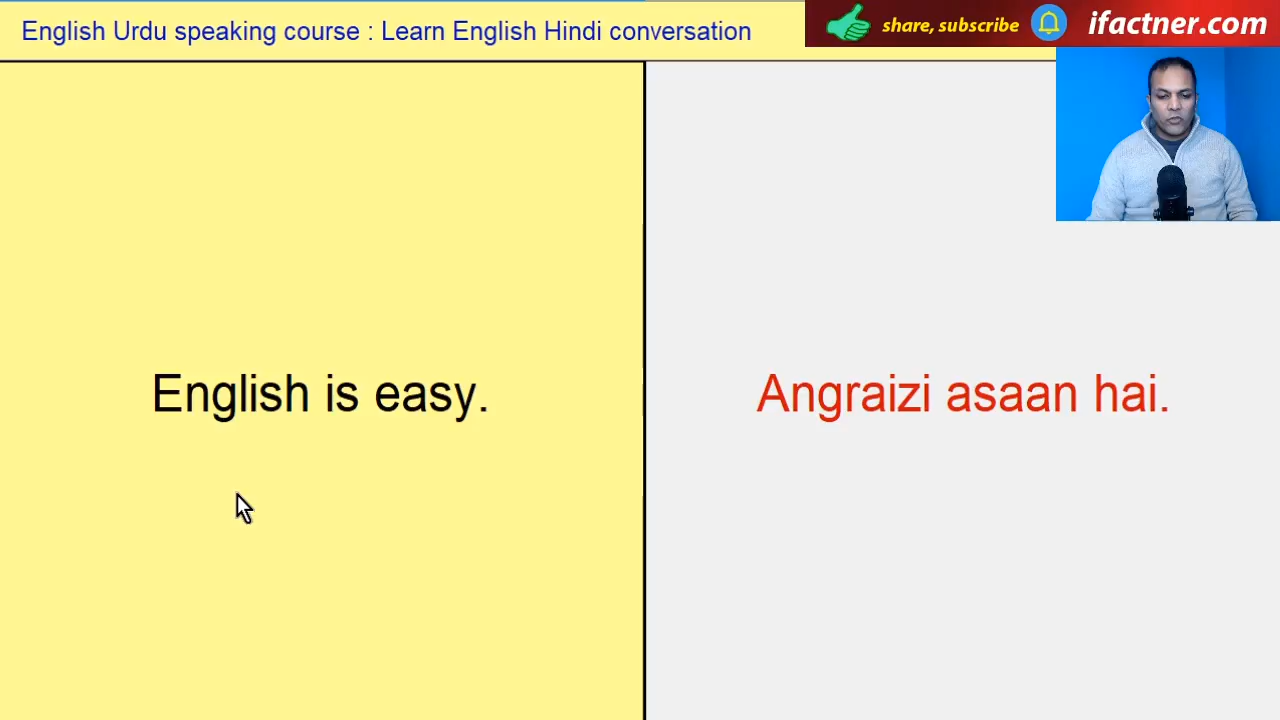 English Urdu speaking course : Learn English Hindi conversation
share, subscribe
ifactner.com
English is easy.
Angraizi asaan hai.